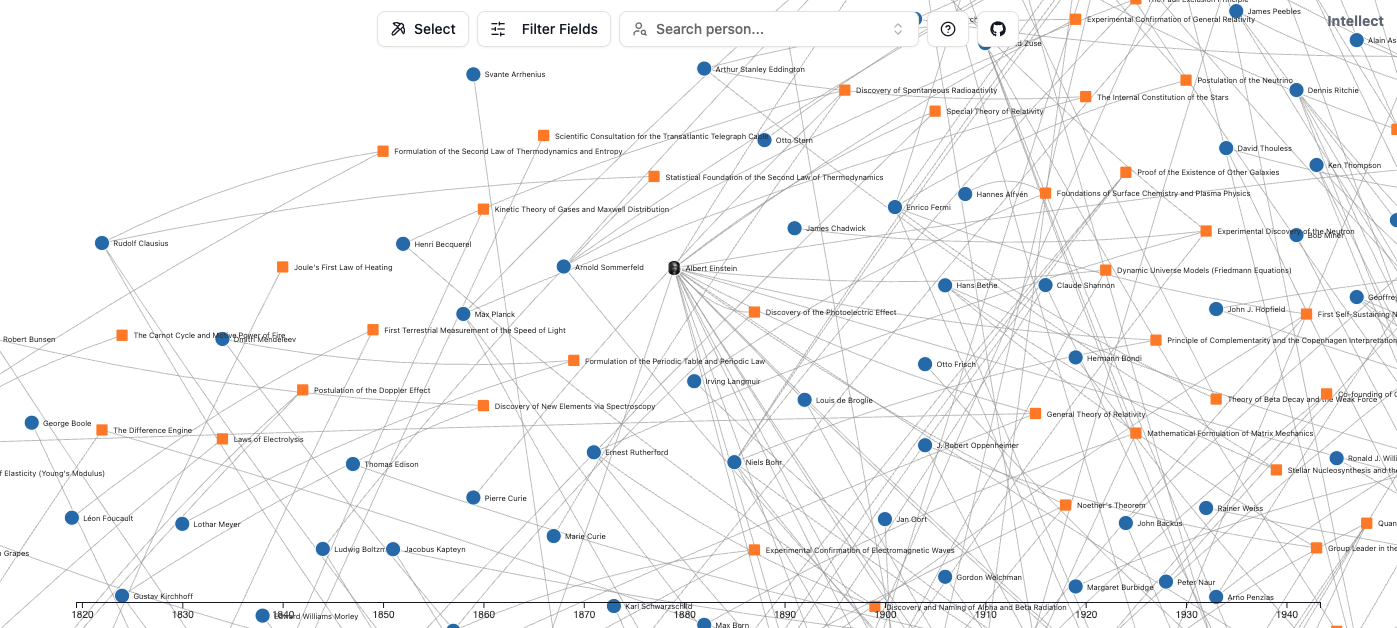 Select
Filter Fields
Search person...
Intellect
The Pauli Exclusion Principle
James Peebles
Experimental Confirmation of General Relativity
Alain As
d Zuse
Svante Arrhenius
Arthur Stanley Eddington
Postulation of the Neutrino
Discovery of Spontaneous Radioactivity
Dennis Ritchie
The Internal Constitution of the Stars
Special Theory of Relativity
Scientific Consultation for the Transatlantic Telegraph Cable
Otto Stern
Formulation of the Second Law of Thermodynamics and Entropy
David Thouless
Ken Thompson
Proof of the Existence of Other Galaxies
Statistical Foundation of the Second Law of Thermodynamics
Hannes Alfvén
Foundations of Surface Chemistry and Plasma Physics
Kinetic Theory of Gases and Maxwell Distribution
Enrico Fermi
James Chadwick
Experimental Discovery of the Neutron
Bob Miner
Rudolf Clausius
Henri Becquerel
Joule's First Law of Heating
Arnold Sommerfeld
Albert Einstein
Dynamic Universe Models (Friedmann Equations)
Hans Bethe
Claude Shannon
Geoffrey
John J. Hopfield
Max Planck
Discovery of the Photoelectric Effect
First Self-Sustaining N
First Terrestrial Measurement of the Speed of Light
The Carnot Cycle and Motive Power of Fire
Robert Bunsen
Dmitri Mendeleev
Principle of Complementarity and the Copenhagen Interpretation
Formulation of the Periodic Table and Periodic Law
Hermann Bondi
Otto Frisch
Irving Langmuir
Postulation of the Doppler Effect
Co-founding of
Louis de Broglie
Theory of Beta Decay and the Weak Force
Discovery of New Elements via Spectroscopy
General Theory of Relativity
George Boole
The Difference Engine
Mathematical Formulation of Matrix Mechanics
Laws of Electrolysis
J. Robert Oppenheimer
Ernest Rutherford
Ronald J. Willi
Niels Bohr
Thomas Edison
Stellar Nucleosynthesis and the
f Elasticity (Young's Modulus)
Pierre Curie
Noether's Theorem
Rainer Weiss
Léon Foucault
Lothar Meyer
Jan Oort
John Backus
Quan
Marie Curie
Ludwig Boltzm
Jacobus Kapteyn
Experimental Confirmation of Electromagnetic Waves
Group Leader in the
Grapes
Gordon Welchman
Peter Naur
Margaret Burbidge
Gustav Kirchhoff
Arno Penzias
Karl Schwarzschild
Discovery and Naming of Alpha and Beta Radiation
1820 1830 1840 1850 1860 1870 1880 1890 1900 1910 1920 1930 1940
Edward Williams Morley
Max Born